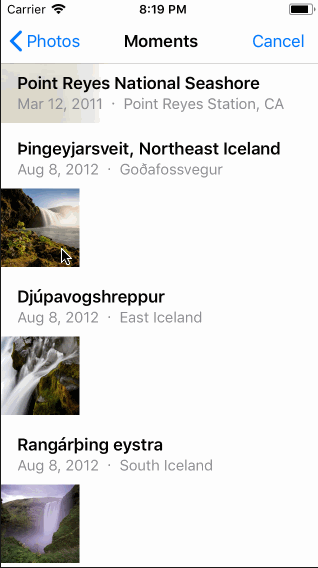 Carrier 8:19 PM
Photos Moments Cancel
Point Reyes National Seashore
Mar 12, 2011 · Point Reyes Station, CA
Þingeyjarsveit, Northeast Iceland
Aug 8, 2012 · Goðafossvegur
Djúpavogshreppur
Aug 8, 2012 · East Iceland
Rangárþing eystra
Aug 8, 2012 · South Iceland